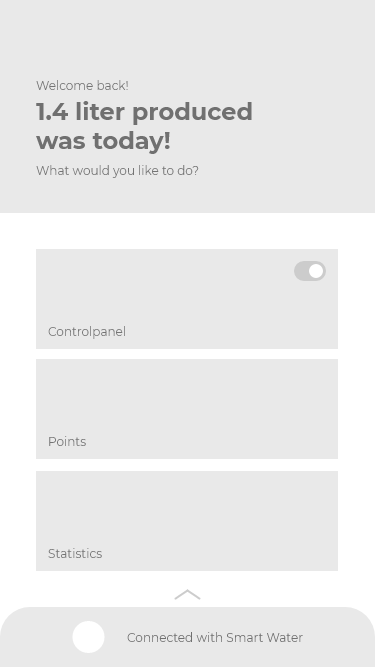 Welcome back!
1.4 liter produced
was today!
What would you like to do?
Controlpanel
Points
Statistics
Connected with Smart Water